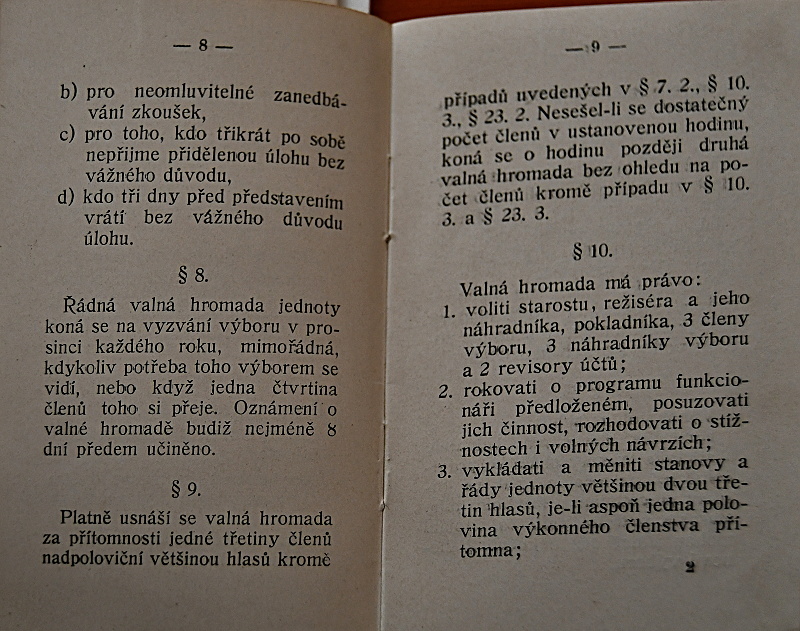 — 8 —
b) pro neomluvitelné zanedbá-
vání zkoušek,
c) pro toho, kdo třikrát po sobě
nepřijme přidělenou úlohu bez
vážného důvodu,
d) kdo tři dny před představením
vrátí bez vážného důvodu
úlohu.
§ 8.
Řádná valná hromada jednoty
koná se na vyzvání výboru v pro-
sinci každého roku, mimořádná,
kdykoliv potřeba toho výborem se
vidí, nebo když jedna čtvrtina
členů toho si přeje. Oznámení o
valné hromadě budiž nejméně 8
dní předem učiněno.
§ 9.
Platně usnáší se valná hromada
za přítomnosti jedné třetiny členů
nadpoloviční většinou hlasů kromě
— 9 —
případů uvedených v § 7. 2., § 10.
3., § 23. 2. Nesešel-li se dostatečný
počet členů v ustanovenou hodinu,
koná se o hodinu později druhá
valná hromada bez ohledu na po-
čet členů kromě případu v § 10.
3. a § 23. 3.
§ 10.
Valná hromada má právo:
1. voliti starostu, režiséra a jeho
náhradníka, pokladníka, 3 členy
výboru, 3 náhradníky výboru
a 2 revisory účtů;
2. rokovati o programu funkcio-
náři předloženém, posuzovati
jich činnost, rozhodovati o stíž-
nostech i volných návrzích;
3. vykládati a měniti stanovy a
řády jednoty většinou dvou tře-
tin hlasů, je-li aspoň jedna polo-
vina výkonného členstva pří-
tomna;
2